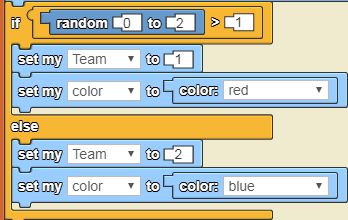 if random 0 to 2 > 1
set my Team to 1
set my color to color: red
else
set my Team to 2
set my color to color: blue